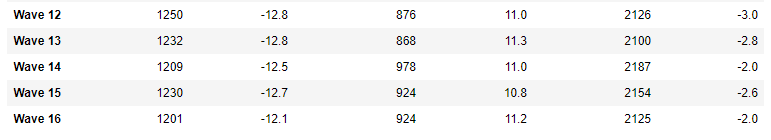 Wave 12 1250 -12.8 876 11.0 2126 -3.0
Wave 13 1232 -12.8 868 11.3 2100 -2.8
Wave 14 1209 -12.5 978 11.0 2187 -2.0
Wave 15 1230 -12.7 924 10.8 2154 -2.6
Wave 16 1201 -12.1 924 11.2 2125 -2.0